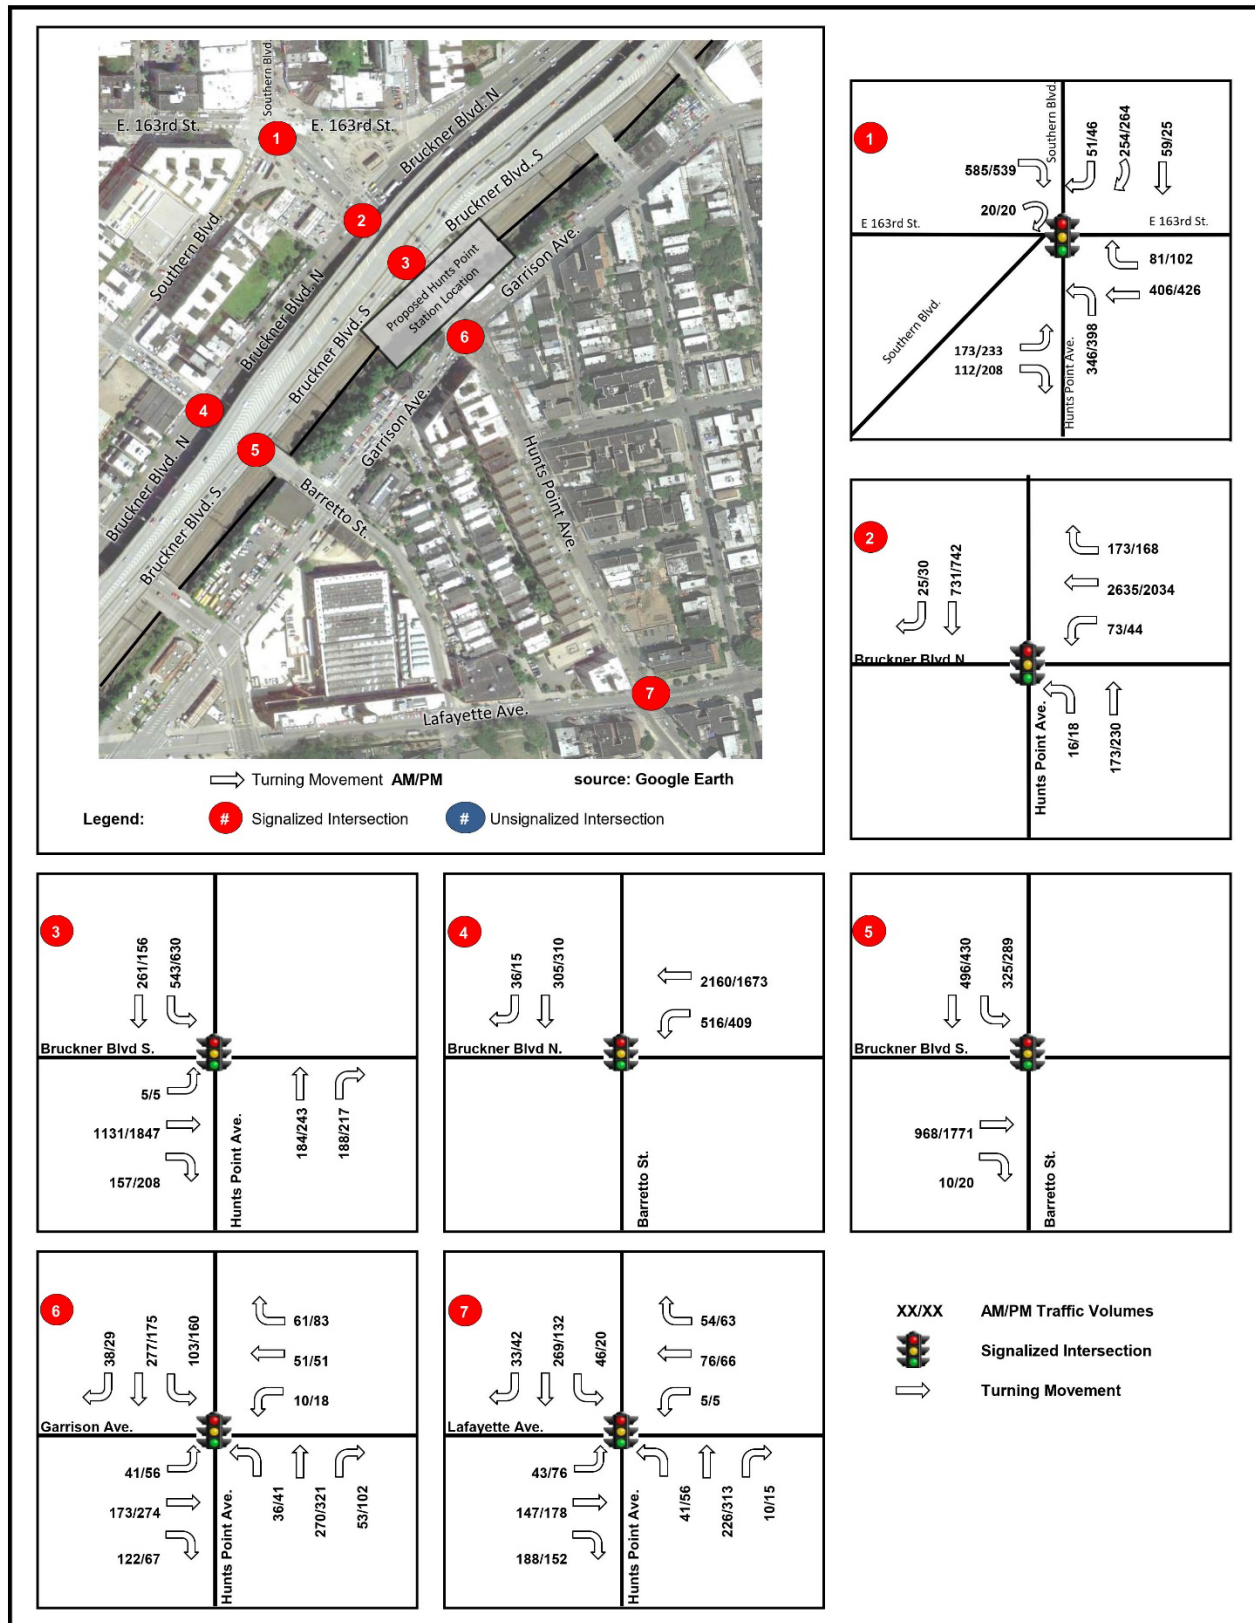 E. 163rd St.
Southern Blvd.
E. 163rd St.
1
Bruckner Blvd. N
Bruckner Blvd. S
2
3
Southern Blvd.
Bruckner Blvd. N
Proposed Hunts Point
Station Location
Garrison Ave.
Bruckner Blvd. S
6
4
Garrison Ave.
5
Hunts Point Ave.
Bruckner Blvd. N
Barretto St.
Bruckner Blvd. S
7
Lafayette Ave.
Turning Movement AM/PM
source: Google Earth
Legend:
# Signalized Intersection
# Unsignalized Intersection
1
Southern Blvd.
585/539
51/46
254/264
59/25
20/20
E 163rd St.
E 163rd St.
81/102
406/426
Southern Blvd.
173/233
112/208
Hunts Point Ave.
346/398
2
25/30
731/742
173/168
2635/2034
73/44
Bruckner Blvd N.
Hunts Point Ave.
16/18
173/230
3
261/156
543/630
Bruckner Blvd S.
5/5
1131/1847
157/208
Hunts Point Ave.
184/243
188/217
4
36/15
305/310
2160/1673
516/409
Bruckner Blvd N.
Barretto St.
5
496/430
325/289
Bruckner Blvd S.
968/1771
10/20
Barretto St.
6
38/29
277/175
103/160
61/83
51/51
10/18
Garrison Ave.
41/56
173/274
122/67
Hunts Point Ave.
36/41
270/321
53/102
7
33/42
269/132
46/20
54/63
76/66
5/5
Lafayette Ave.
43/76
147/178
188/152
Hunts Point Ave.
41/56
226/313
10/15
XX/XX AM/PM Traffic Volumes
Signalized Intersection
Turning Movement